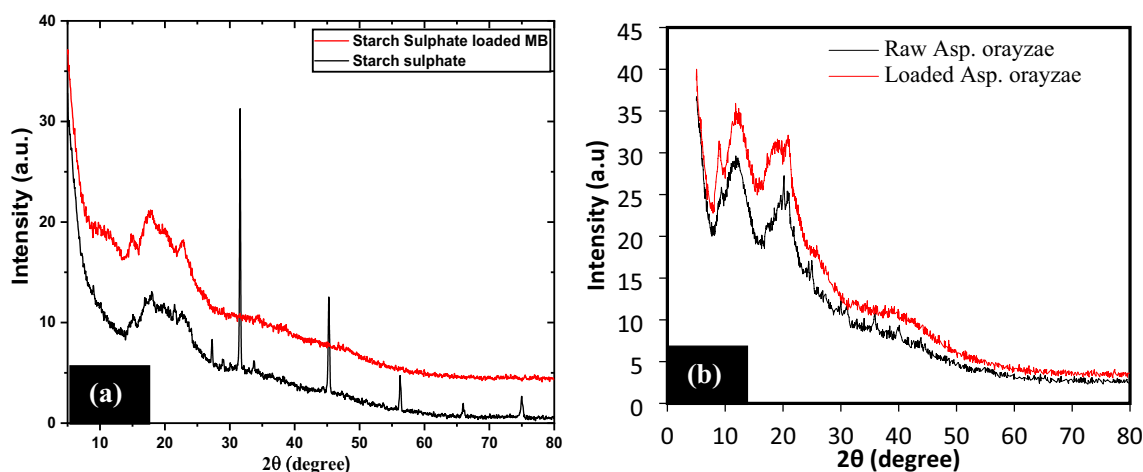 40
30
20
10
0
Intensity (a.u.)
Starch Sulphate loaded MB
Starch sulphate
(a)
10 20 30 40 50 60 70 80
2θ (degree)
45
40
35
30
25
20
15
10
5
0
Intensity (a.u)
Raw Asp. orayzae
Loaded Asp. orayzae
(b)
0 10 20 30 40 50 60 70 80
2θ (degree)